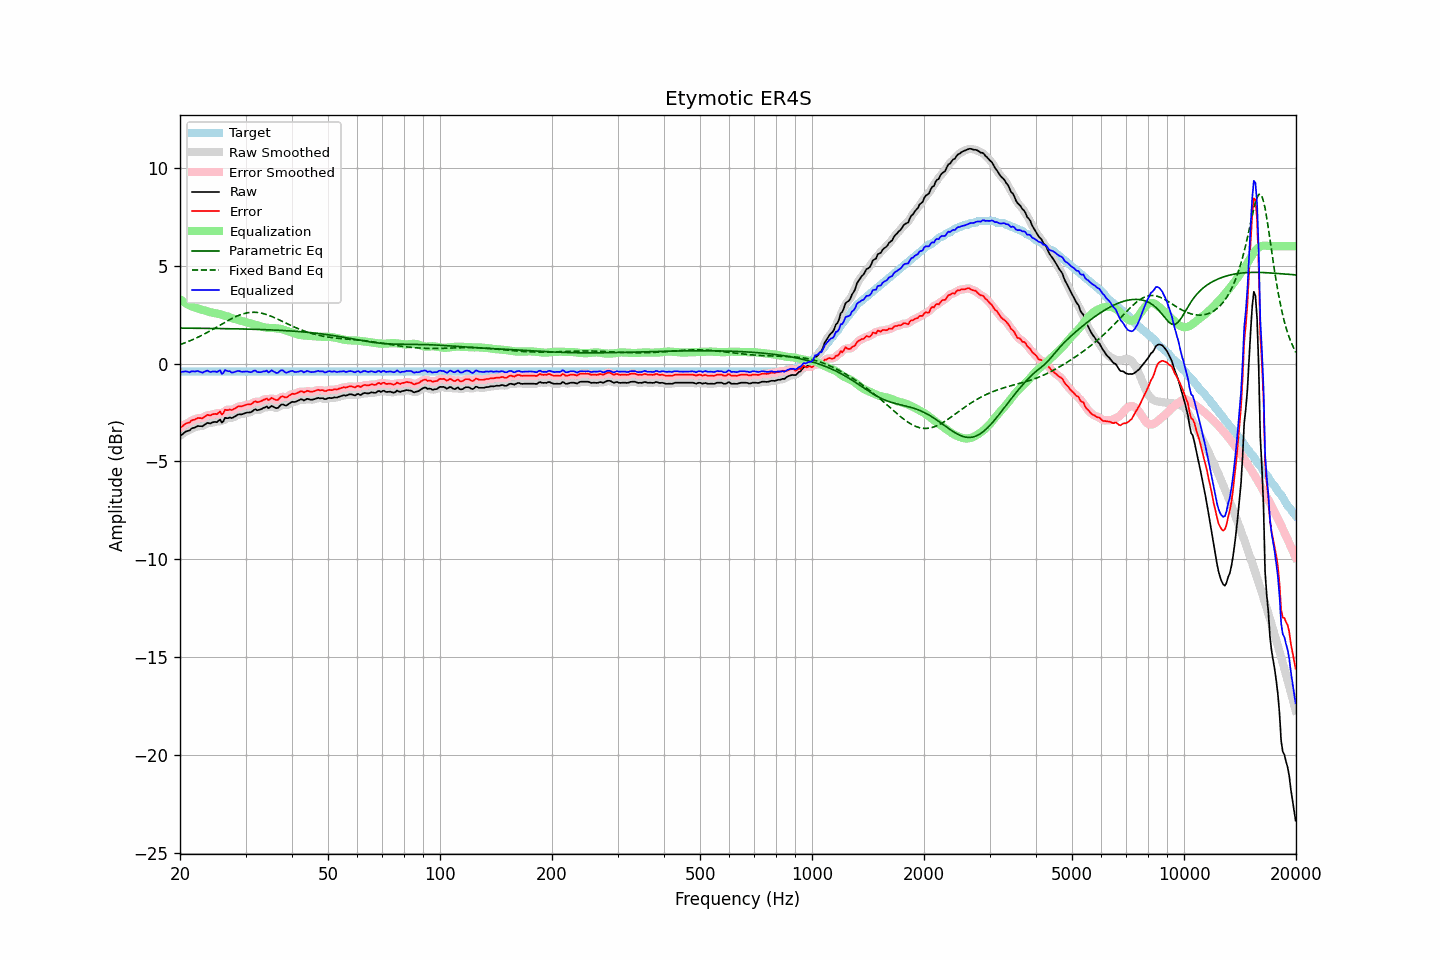 Etymotic ER4S
Target
Raw Smoothed
Error Smoothed
Raw
Error
Equalization
Parametric Eq
Fixed Band Eq
Equalized
Amplitude (dBr)
10
5
0
−5
−10
−15
−20
−25
20
50
100
200
500
1000
2000
5000
10000
20000
Frequency (Hz)